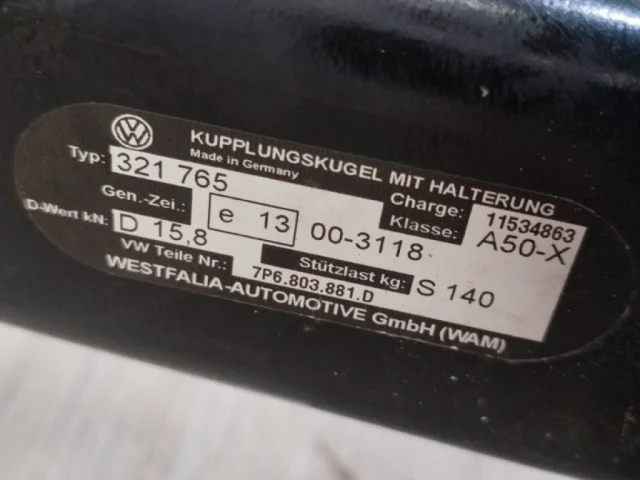 KUPPLUNGSKUGEL MIT HALTERUNG
Made in Germany
Typ: 321 765
Charge: 11534863
Gen.-Zei.: e 13 00-3118
Klasse: A50-X
D-Wert kN: D 15,8
Stützlast kg: S 140
VW Teile Nr.: 7P6.803.881.D
WESTFALIA-AUTOMOTIVE GmbH (WAM)